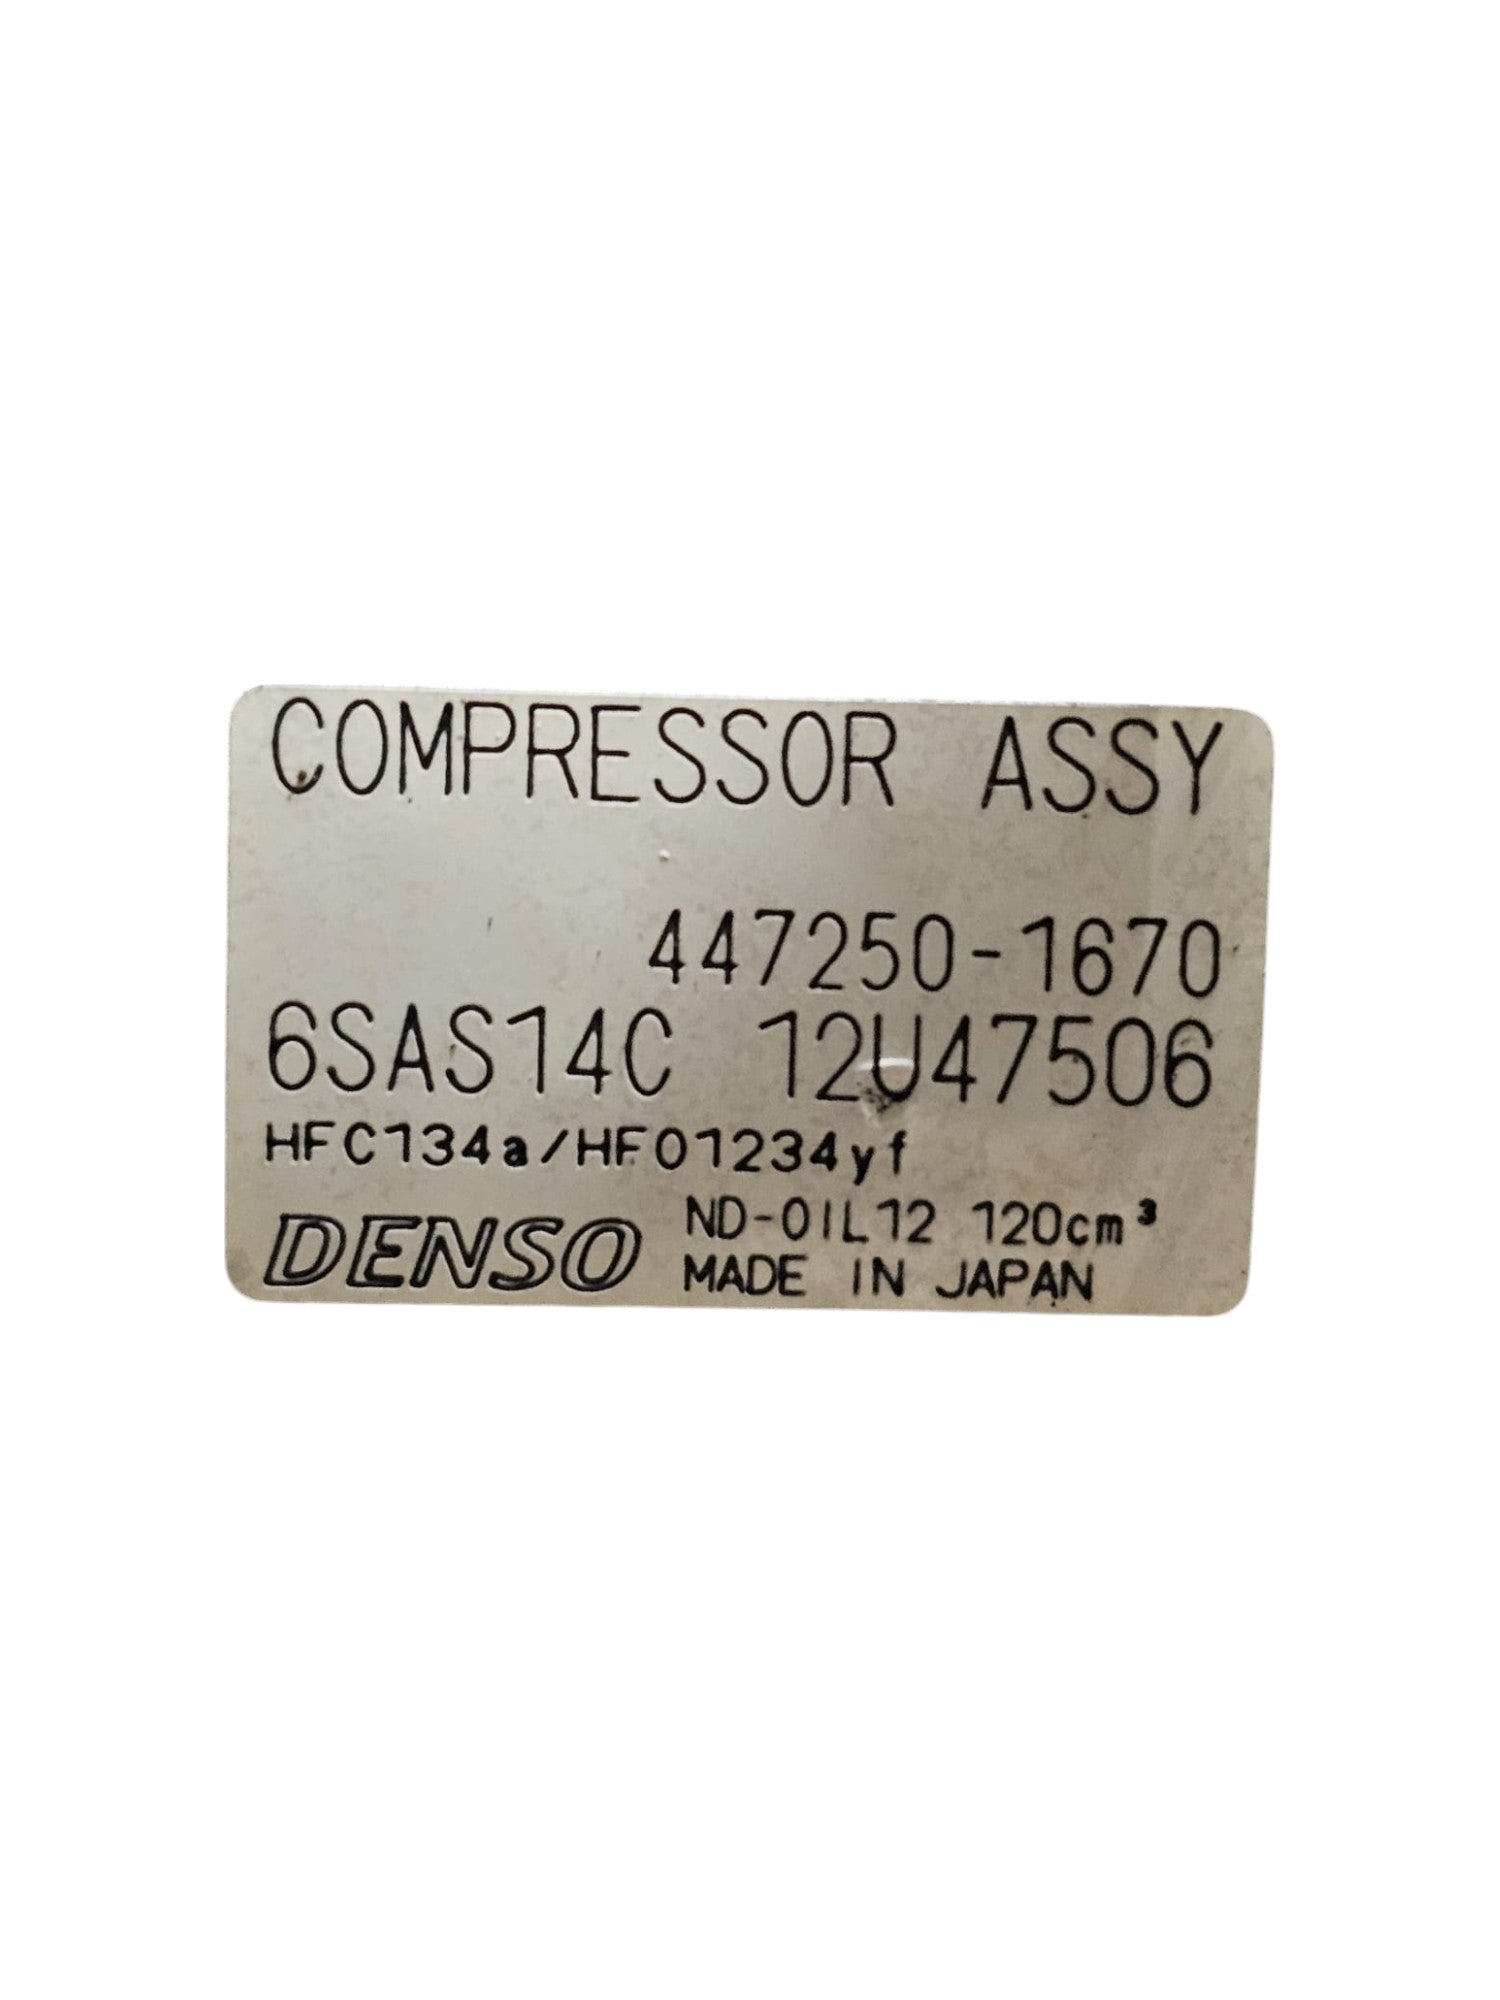 COMPRESSOR ASSY
447250-1670
6SAS14C 12U47506
HFC134a/HFO1234yf
DENSO ND-OIL12 120cm³
MADE IN JAPAN